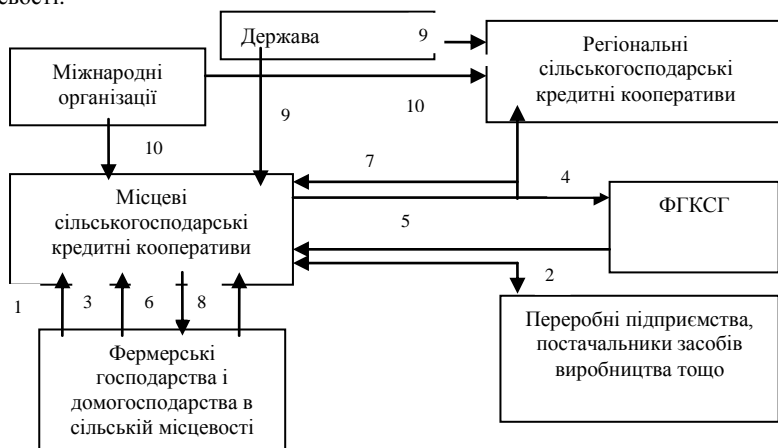 євості.
Держава 9
Регіональні
сільськогосподарські
кредитні кооперативи
Міжнародні
організації
10
9
10
7
4
Місцеві
сільськогосподарські
кредитні кооперативи
ФГКСГ
5
1 3 6 8
2
Переробні підприємства,
постачальники засобів
виробництва тощо
Фермерські
господарства і
домогосподарства в
сільській місцевості